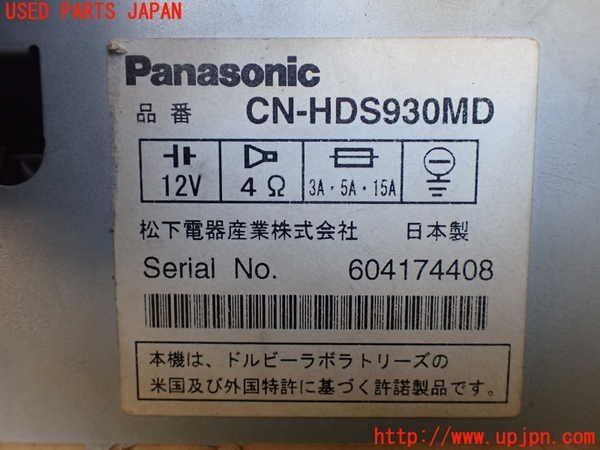 USED PARTS JAPAN
Panasonic
品番 CN-HDS930MD
12V 4Ω 3A・5A・15A
松下電器産業株式会社 日本製
Serial No. 604174408
本機は、ドルビーラボラトリーズの
米国及び外国特許に基づく許諾製品です。
http://www.upjpn.com/